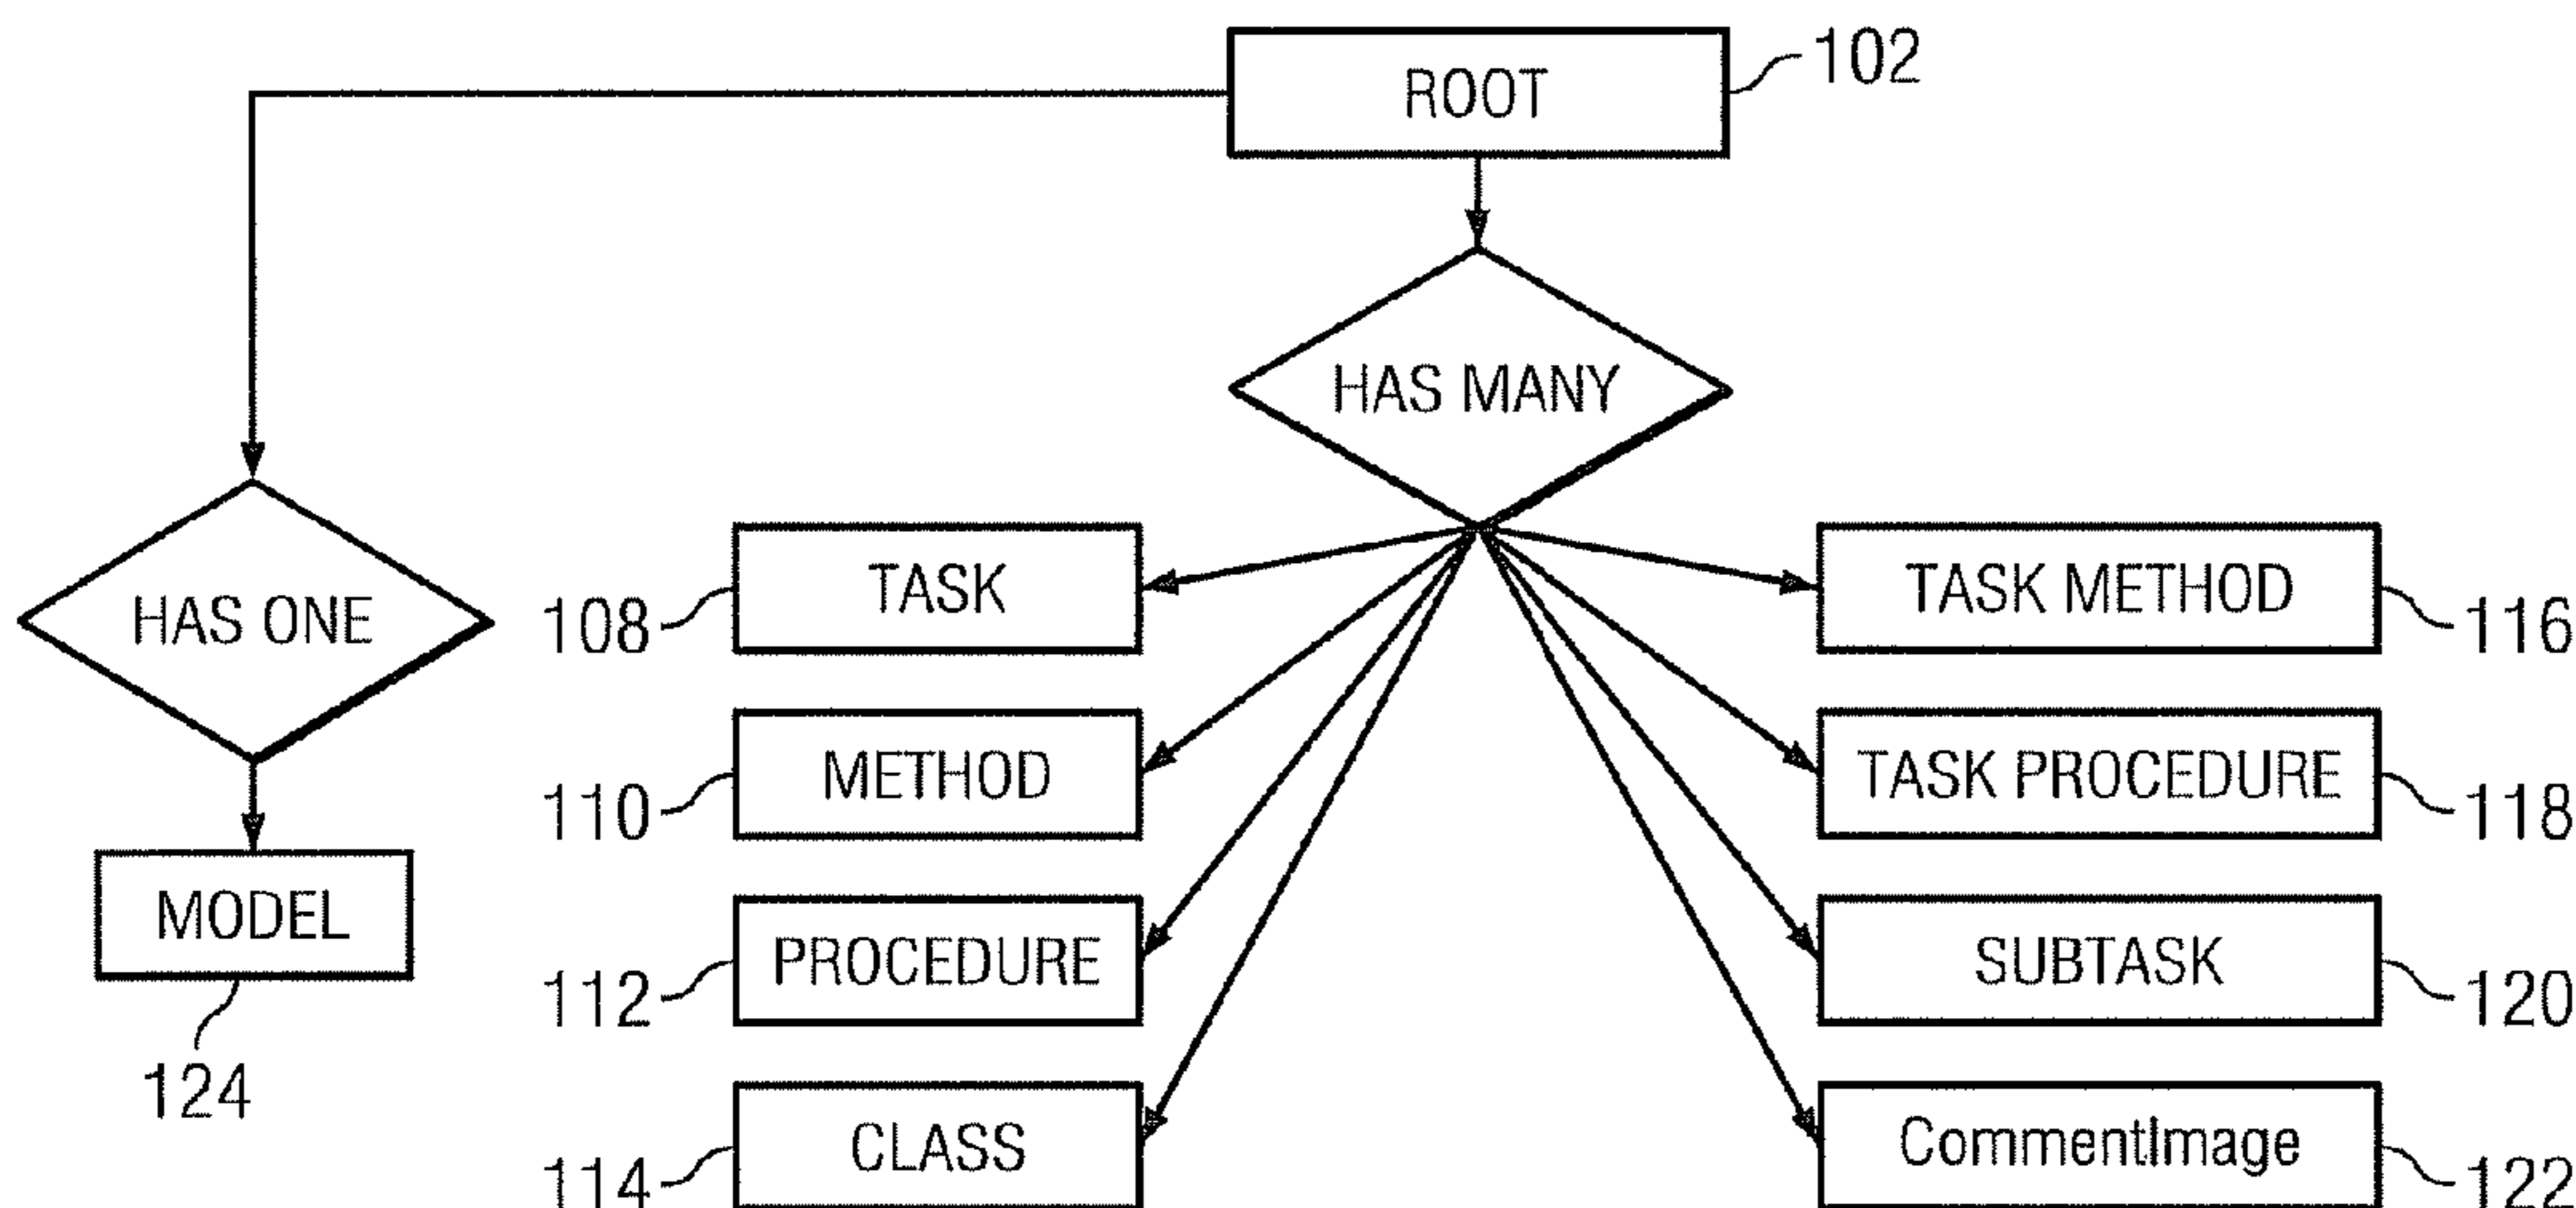 ROOT
102
HAS MANY
HAS ONE
TASK
108
TASK METHOD
116
METHOD
110
TASK PROCEDURE
118
MODEL
124
PROCEDURE
112
SUBTASK
120
CLASS
114
CommentImage
122